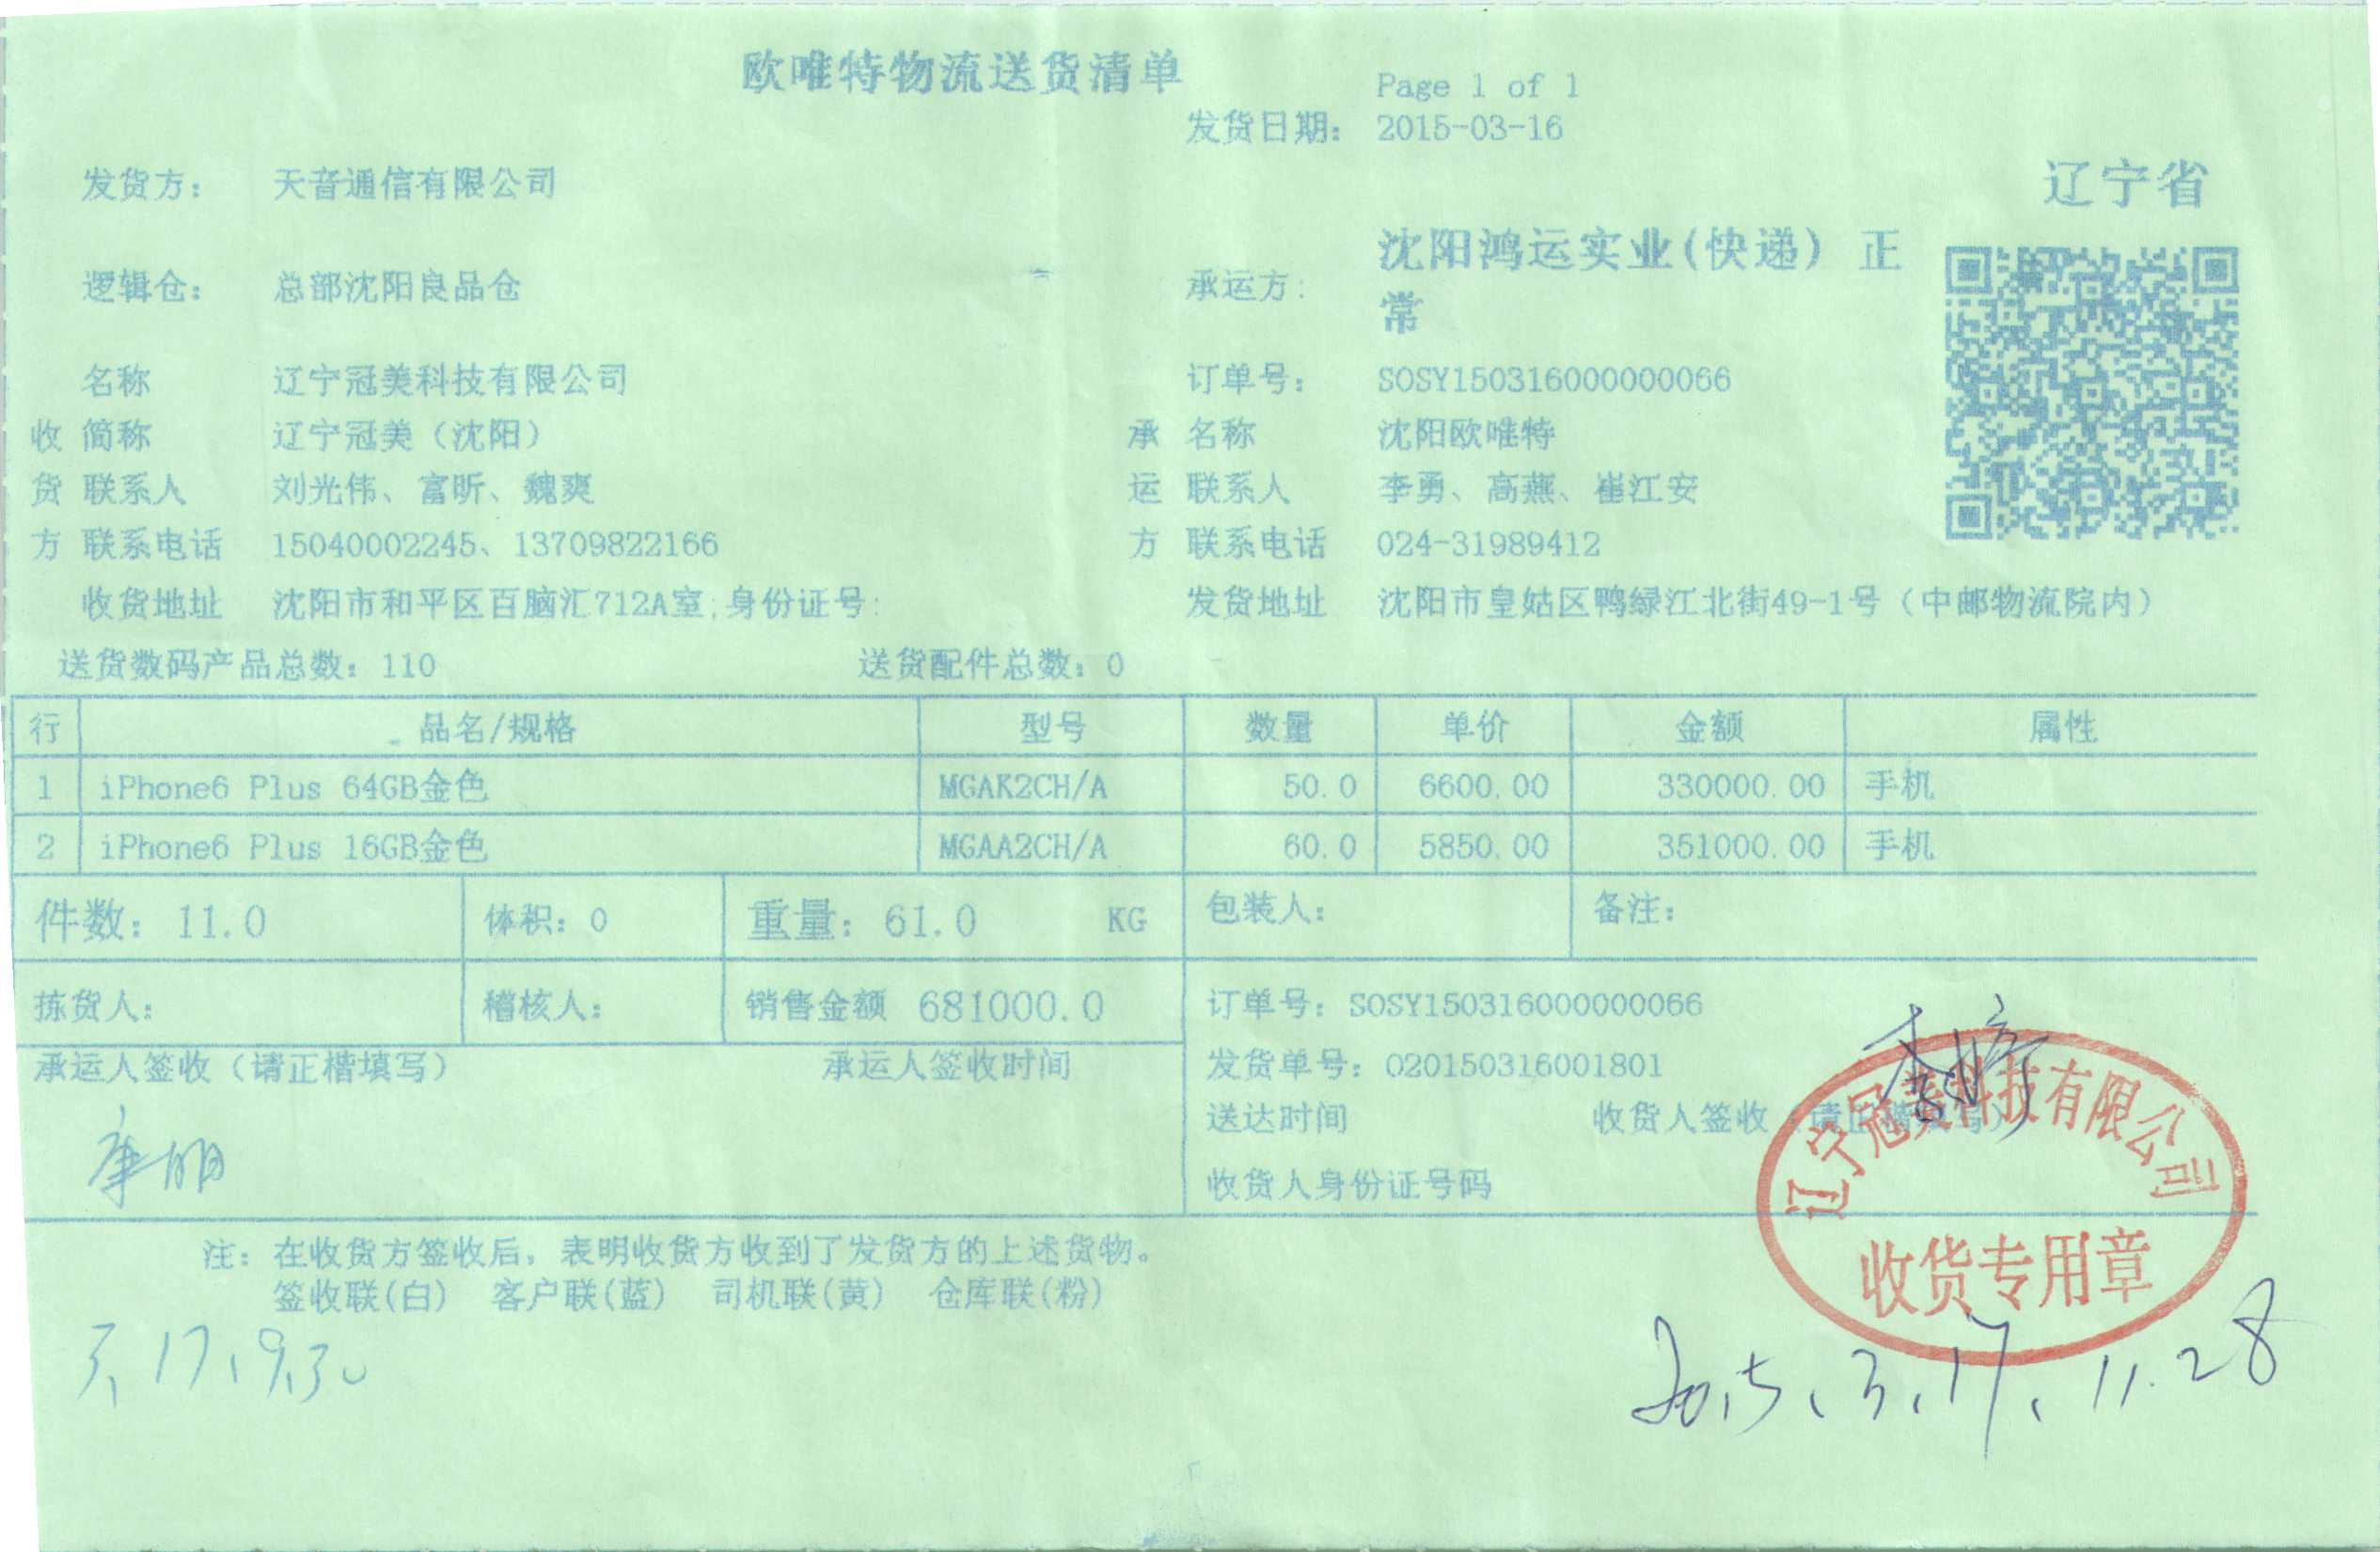 欧唯特物流送货清单
Page 1 of 1
发货日期: 2015-03-16
发货方: 天音通信有限公司
辽宁省
逻辑仓: 总部沈阳良品仓
承运方: 沈阳鸿运实业(快递) 正
常
名称 辽宁冠美科技有限公司 订单号: SOSY150316000000066
收 简称 辽宁冠美（沈阳） 承 名称 沈阳欧唯特
货 联系人 刘光伟、富昕、魏爽 运 联系人 李勇、高燕、崔江安
方 联系电话 15040002245、13709822166 方 联系电话 024-31989412
收货地址 沈阳市和平区百脑汇712A室;身份证号: 发货地址 沈阳市皇姑区鸭绿江北街49-1号（中邮物流院内）
送货数码产品总数: 110 送货配件总数: 0
行 品名/规格 型号 数量 单价 金额 属性
1 iPhone6 Plus 64GB金色 MGAK2CH/A 50.0 6600.00 330000.00 手机
2 iPhone6 Plus 16GB金色 MGAA2CH/A 60.0 5850.00 351000.00 手机
件数: 11.0 体积: 0 重量: 61.0 KG 包装人: 备注:
拣货人: 稽核人: 销售金额 681000.0 订单号: SOSY150316000000066
承运人签收（请正楷填写） 承运人签收时间 发货单号: 020150316001801
送达时间 收货人签收（请正楷填写）
收货人身份证号码
辽宁冠美科技有限公司
收货专用章
注: 在收货方签收后, 表明收货方收到了发货方的上述货物。
签收联(白) 客户联(蓝) 司机联(黄) 仓库联(粉)
3、17、9.30
2015、3、17、11.28